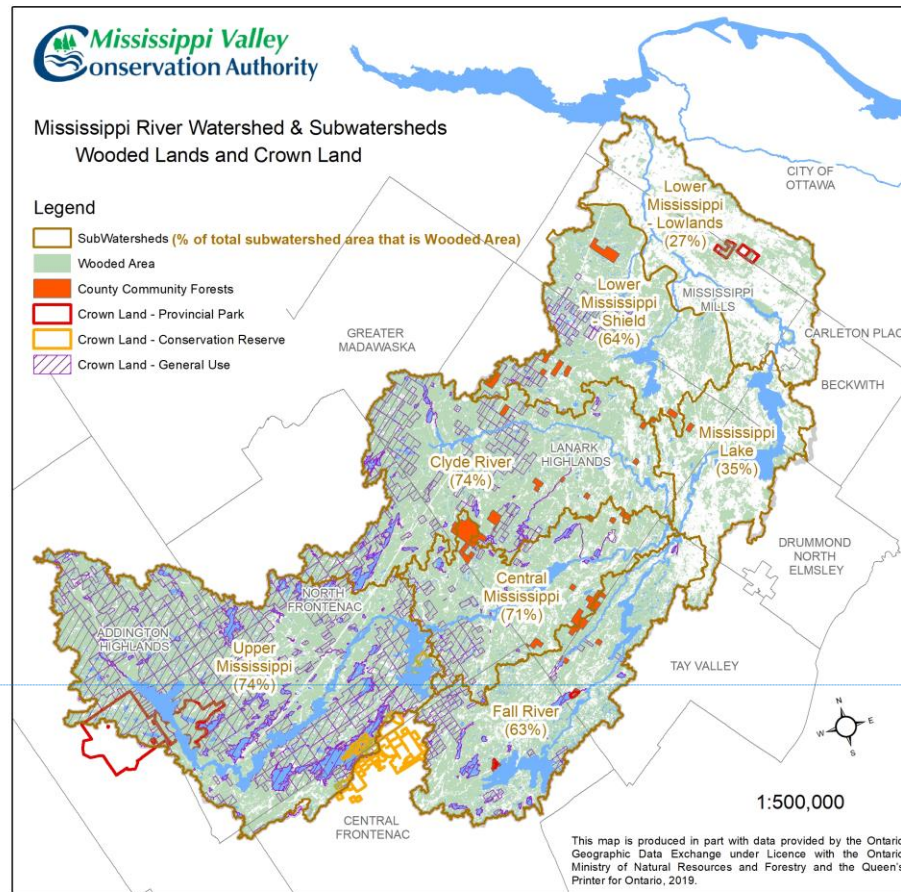 Mississippi Valley
Conservation Authority
Mississippi River Watershed & Subwatersheds
Wooded Lands and Crown Land
Legend
SubWatersheds (% of total subwatershed area that is Wooded Area)
Wooded Area
County Community Forests
Crown Land - Provincial Park
Crown Land - Conservation Reserve
Crown Land - General Use
CITY OF
OTTAWA
Lower
Mississippi
- Lowlands
(27%)
Lower
Mississippi
- Shield
(64%)
MISSISSIPPI
MILLS
GREATER
MADAWASKA
CARLETON PLAC
BECKWITH
Mississippi
Lake
(35%)
LANARK
HIGHLANDS
Clyde River
(74%)
DRUMMOND
NORTH
ELMSLEY
Central
Mississippi
(71%)
NORTH
FRONTENAC
ADDINGTON
HIGHLANDS
Upper
Mississippi
(74%)
TAY VALLEY
Fall River
(63%)
N
E
S
W
CENTRAL
FRONTENAC
1:500,000
This map is produced in part with data provided by the Ontario
Geographic Data Exchange under Licence with the Ontario
Ministry of Natural Resources and Forestry and the Queen's
Printer for Ontario, 2019.